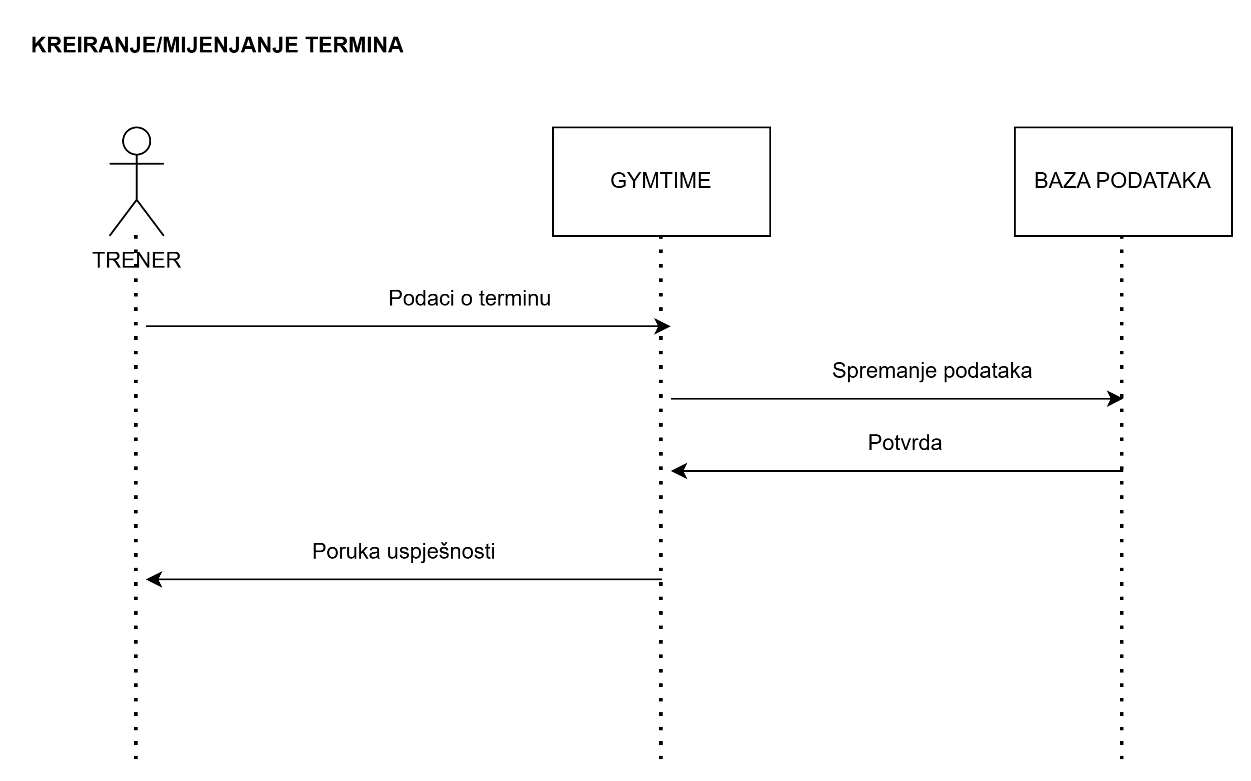 KREIRANJE/MIJENJANJE TERMINA
TRENER
GYMTIME
BAZA PODATAKA
Podaci o terminu
Spremanje podataka
Potvrda
Poruka uspješnosti